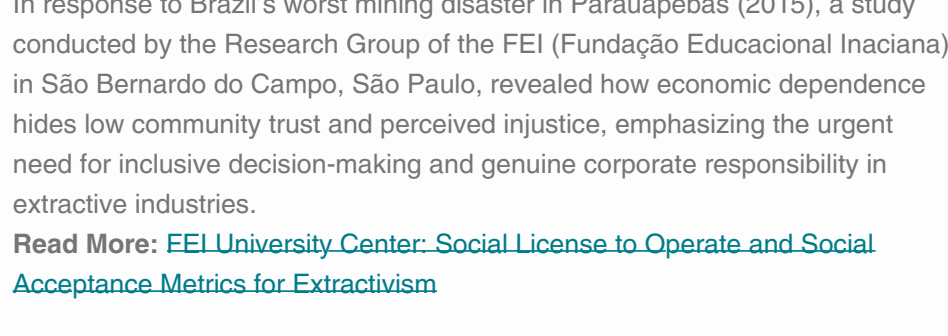 In response to Brazil's worst mining disaster in Parauapebas (2015), a study
conducted by the Research Group of the FEI (Fundação Educacional Inaciana)
in São Bernardo do Campo, São Paulo, revealed how economic dependence
hides low community trust and perceived injustice, emphasizing the urgent
need for inclusive decision-making and genuine corporate responsibility in
extractive industries.
Read More: FEI University Center: Social License to Operate and Social
Acceptance Metrics for Extractivism